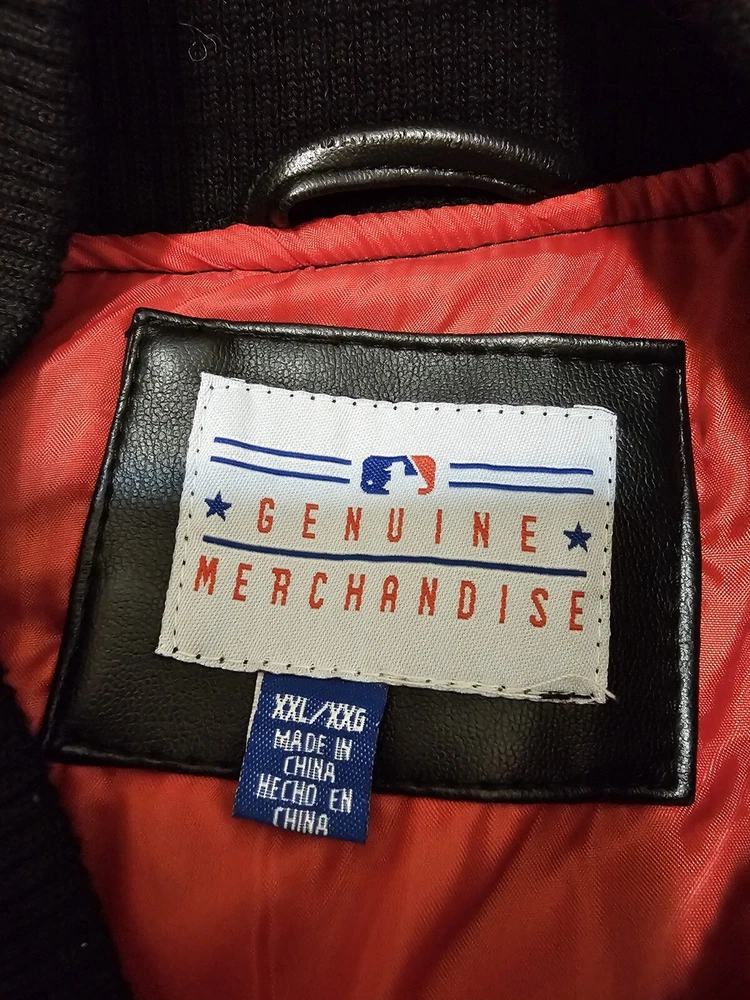 GENUINE
MERCHANDISE
XXL/XXG
MADE IN
CHINA
HECHO EN
CHINA